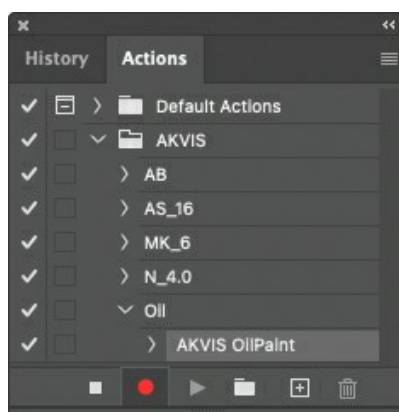 History Actions
Default Actions
AKVIS
AB
AS_16
MK_6
N_4.0
Oil
AKVIS OilPaint